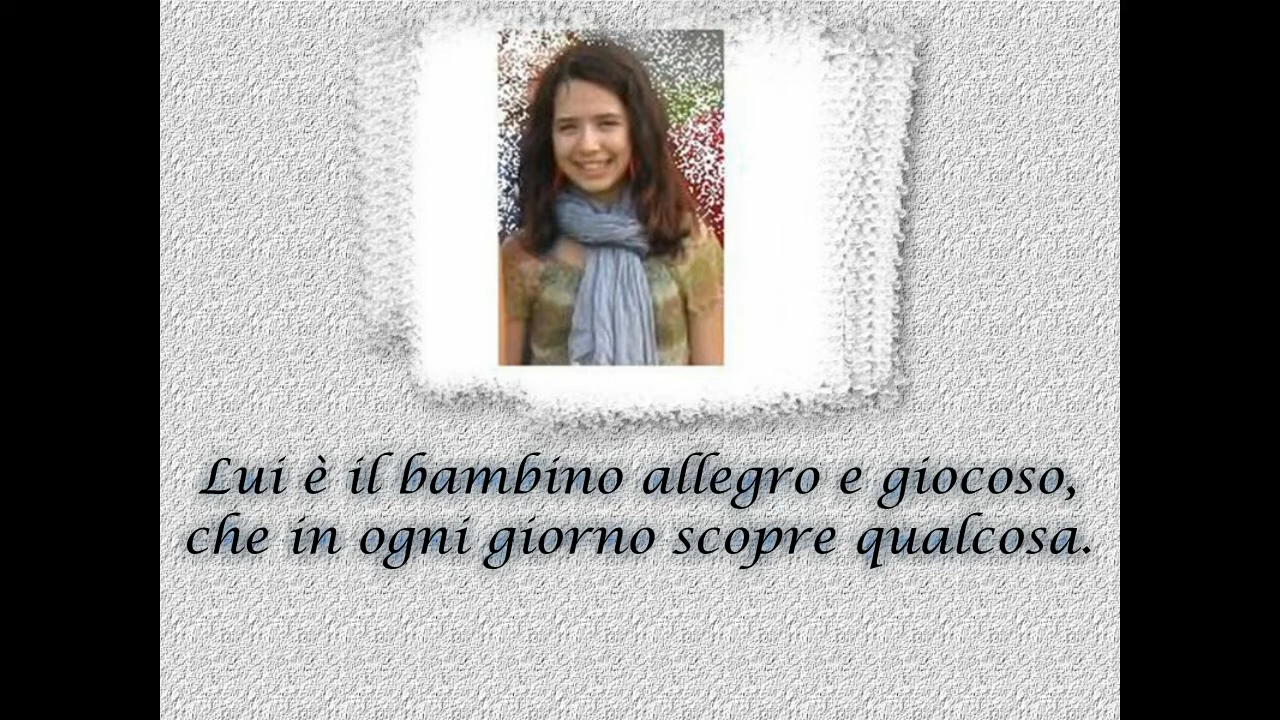 Lui è il bambino allegro e giocoso,
che in ogni giorno scopre qualcosa.